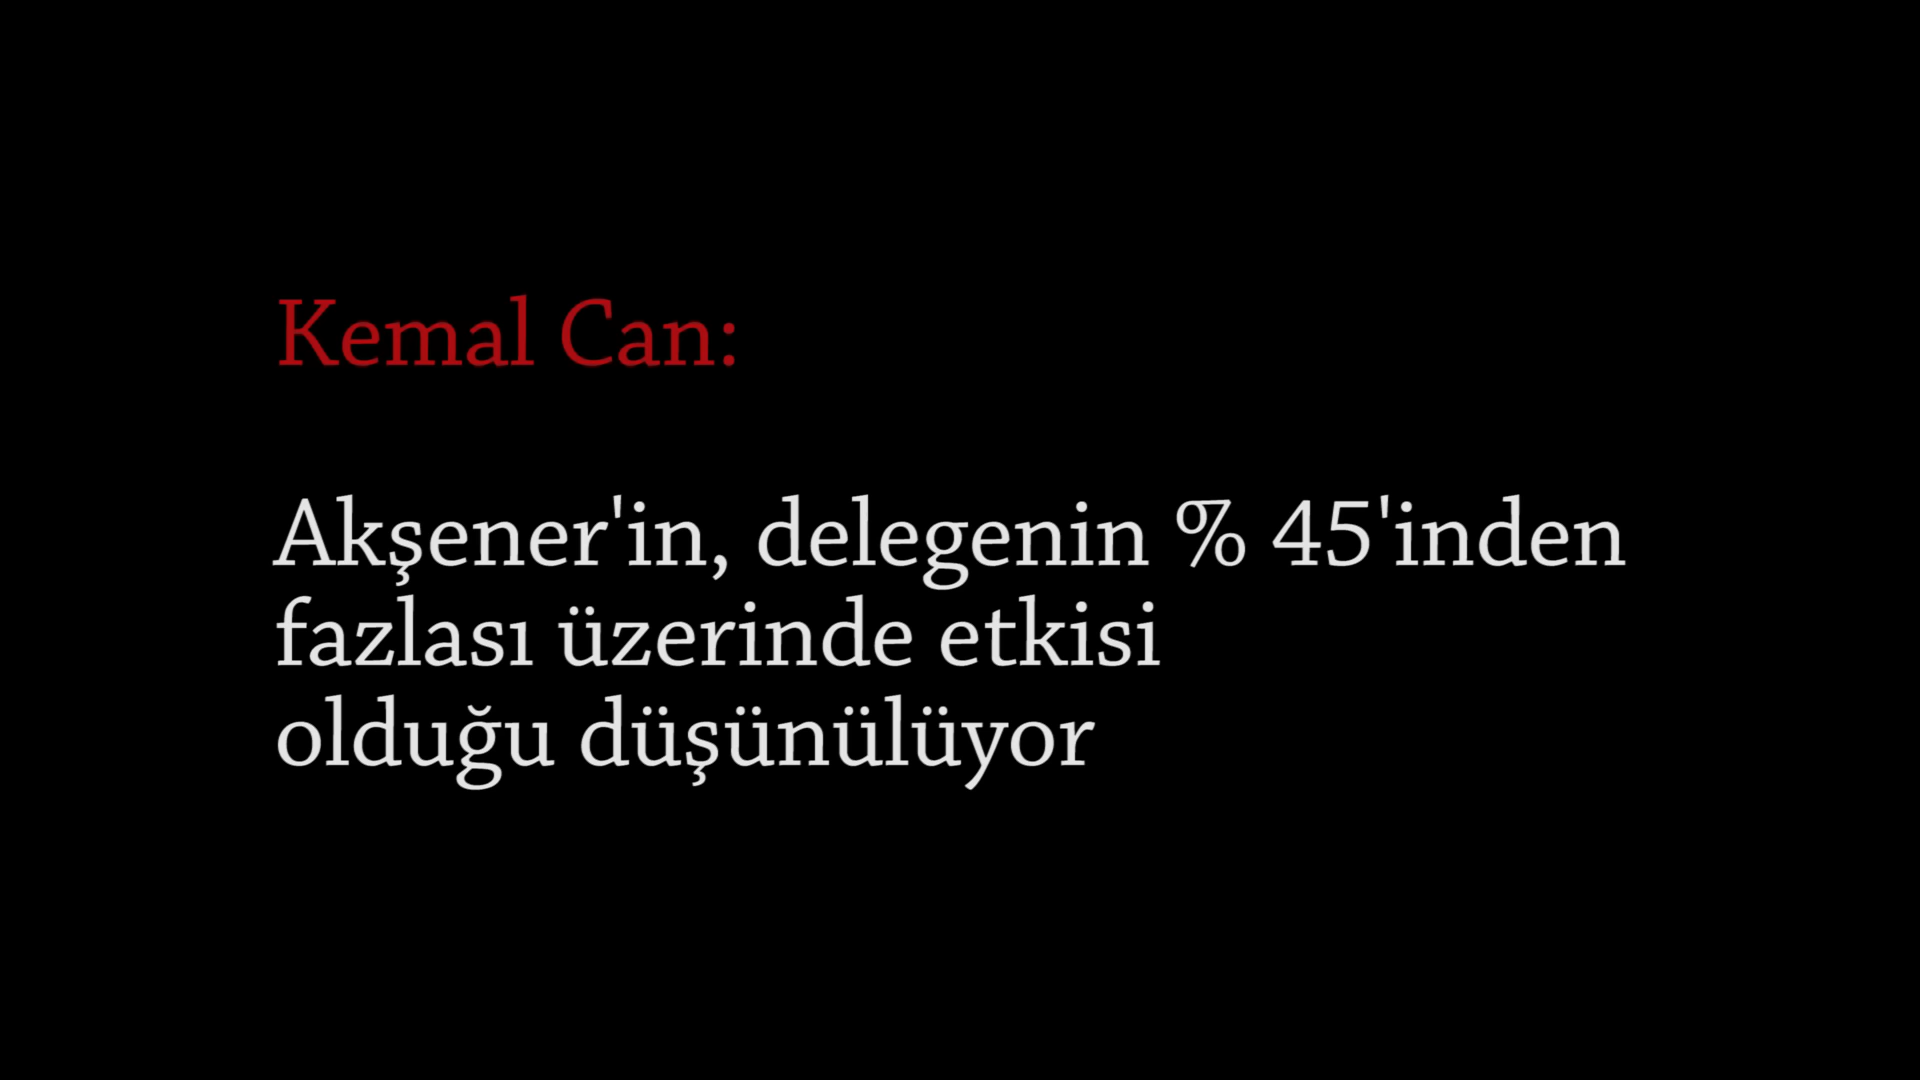 Kemal Can:
Akşener'in, delegenin % 45'inden
fazlası üzerinde etkisi
olduğu düşünülüyor